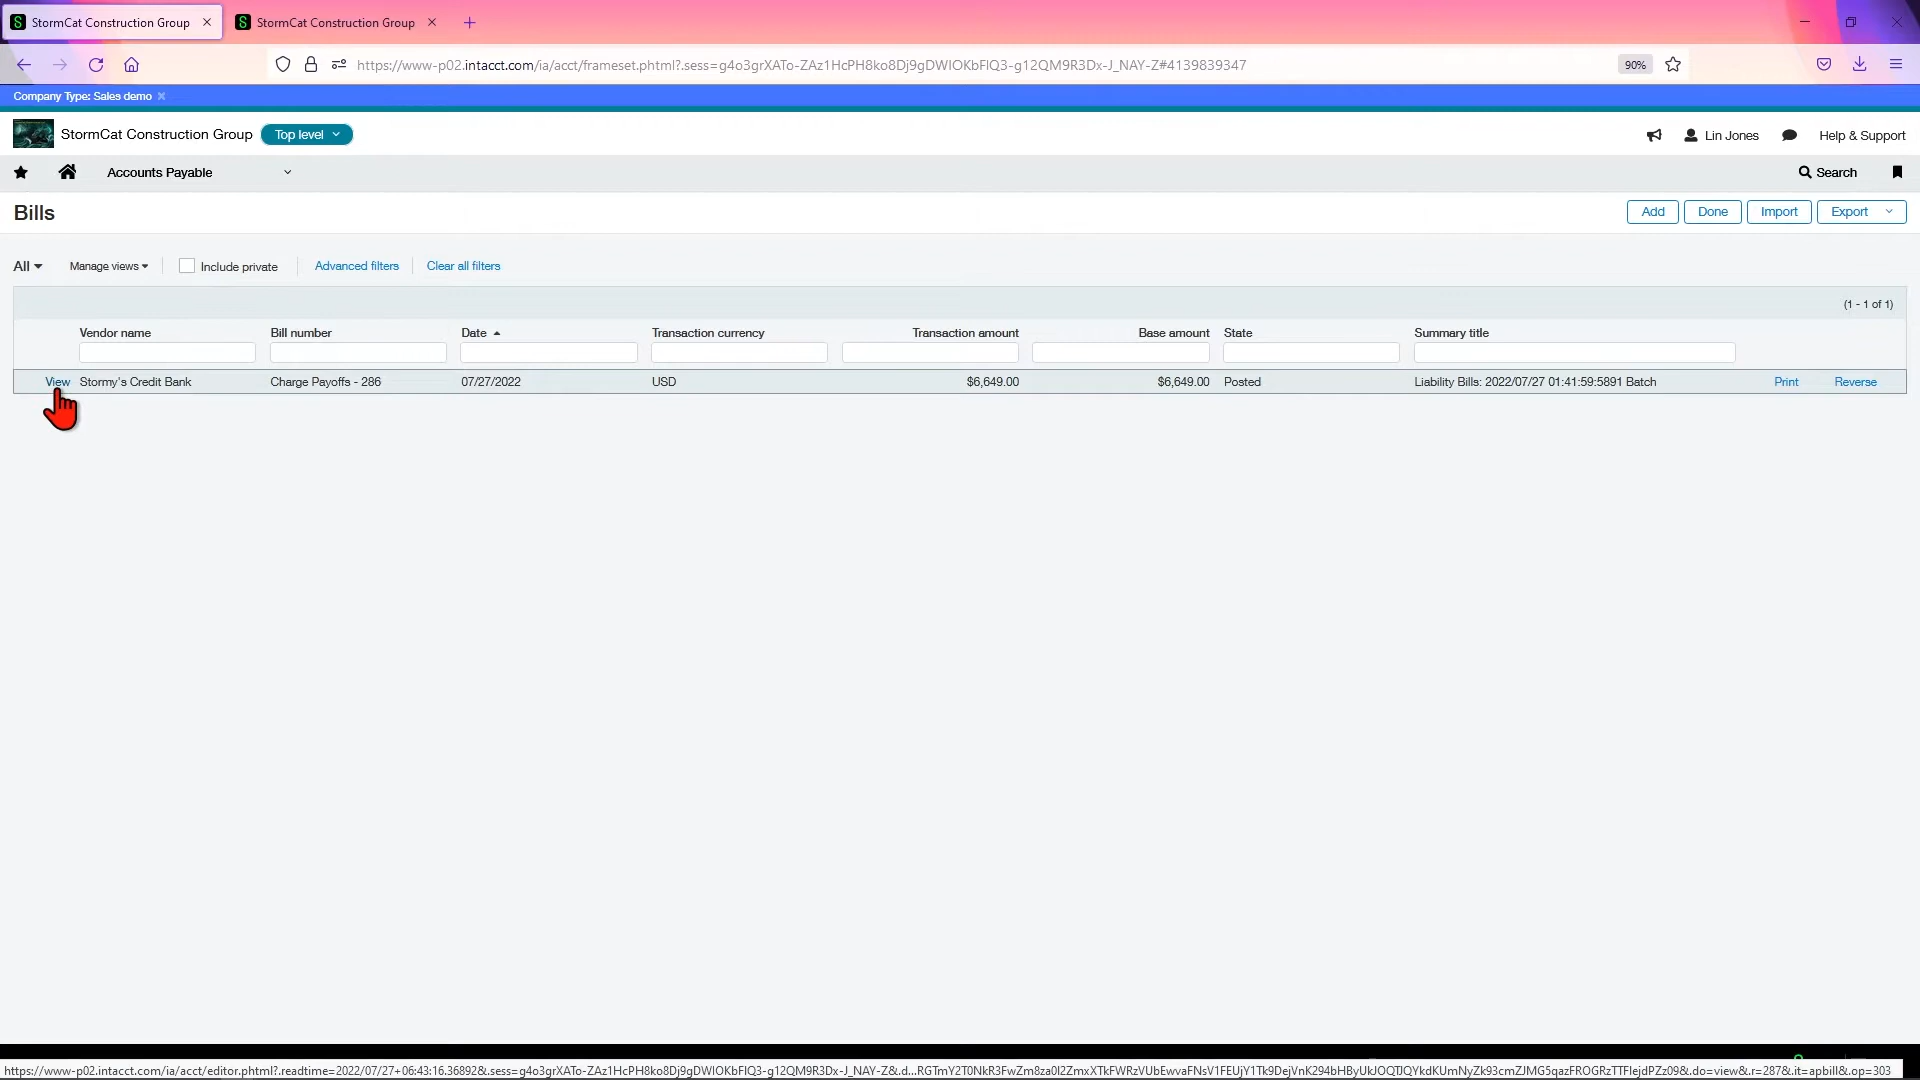 StormCat Construction Group
StormCat Construction Group
https://www-p02.intacct.com/ia/acct/frameset.phtml?.sess=g4o3grXATo-ZAz1HcPH8ko8Dj9gDWIOKbFlQ3-g12QM9R3Dx-J_NAY-Z#4139839347
90%
Company Type: Sales demo
StormCat Construction Group
Top level
Lin Jones
Help & Support
Accounts Payable
Search
Bills
Add
Done
Import
Export
All
Manage views
Include private
Advanced filters
Clear all filters
(1 - 1 of 1)
Vendor name Bill number Date Transaction currency Transaction amount Base amount State Summary title
View Stormy's Credit Bank Charge Payoffs - 286 07/27/2022 USD $6,649.00 $6,649.00 Posted Liability Bills: 2022/07/27 01:41:59:5891 Batch Print Reverse